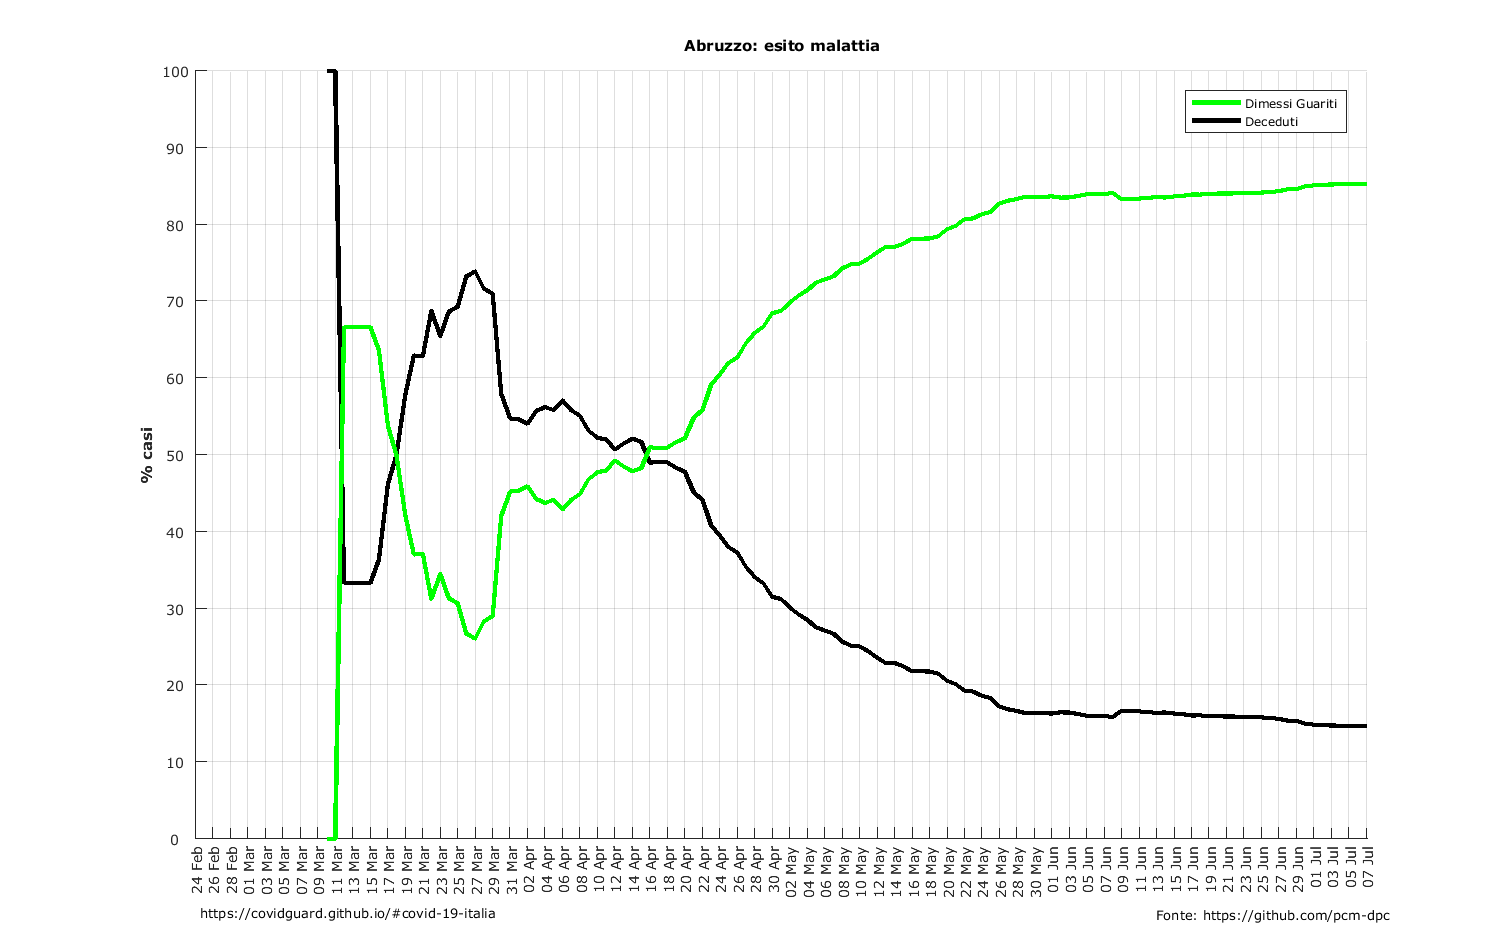 Abruzzo: esito malattia
100
90
80
70
60
50
40
30
20
10
0
% casi
Dimessi Guariti
Deceduti
24 Feb
26 Feb
28 Feb
01 Mar
03 Mar
05 Mar
07 Mar
09 Mar
11 Mar
13 Mar
15 Mar
17 Mar
19 Mar
21 Mar
23 Mar
25 Mar
27 Mar
29 Mar
31 Mar
02 Apr
04 Apr
06 Apr
08 Apr
10 Apr
12 Apr
14 Apr
16 Apr
18 Apr
20 Apr
22 Apr
24 Apr
26 Apr
28 Apr
30 Apr
02 May
04 May
06 May
08 May
10 May
12 May
14 May
16 May
18 May
20 May
22 May
24 May
26 May
28 May
30 May
01 Jun
03 Jun
05 Jun
07 Jun
09 Jun
11 Jun
13 Jun
15 Jun
17 Jun
19 Jun
21 Jun
23 Jun
25 Jun
27 Jun
29 Jun
01 Jul
03 Jul
05 Jul
07 Jul
https://covidguard.github.io/#covid-19-italia
Fonte: https://github.com/pcm-dpc